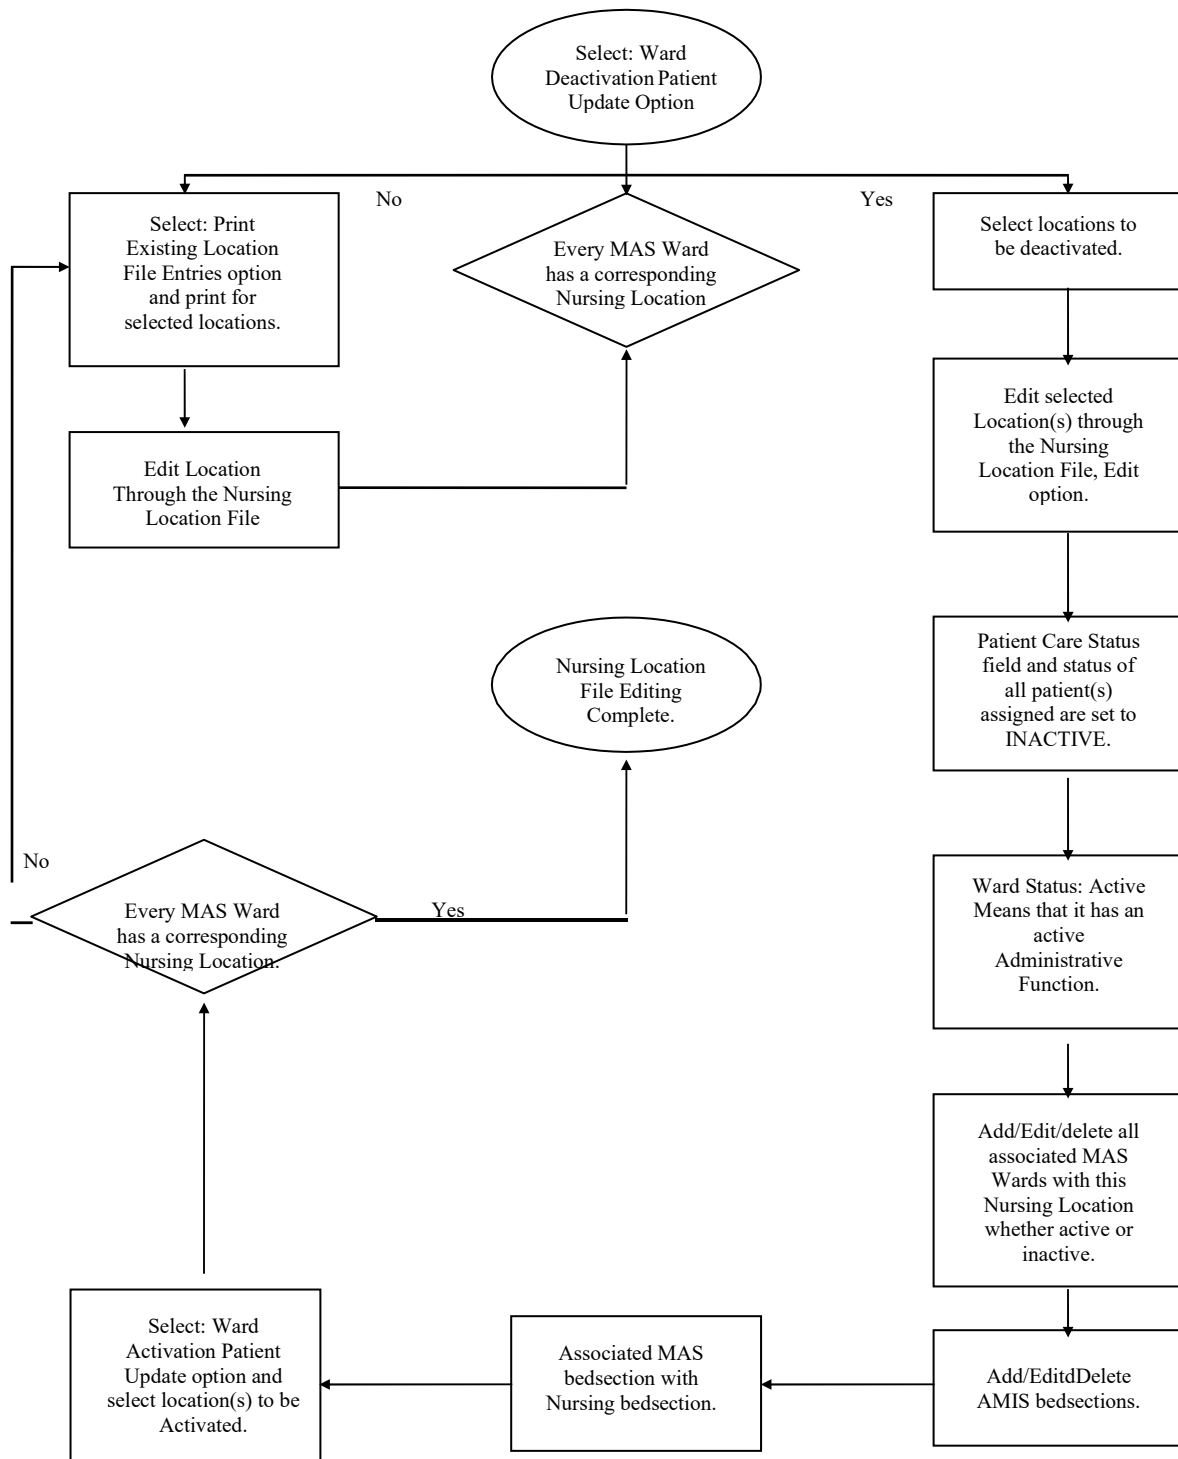 Select: Ward
Deactivation Patient
Update Option
No
Yes
Select: Print
Existing Location
File Entries option
and print for
selected locations.
Every MAS Ward
has a corresponding
Nursing Location
Select locations to
be deactivated.
Edit selected
Location(s) through
the Nursing
Location File, Edit
option.
Edit Location
Through the Nursing
Location File
Patient Care Status
field and status of
all patient(s)
assigned are set to
INACTIVE.
Nursing Location
File Editing
Complete.
No
Every MAS Ward
has a corresponding
Nursing Location.
Yes
Ward Status: Active
Means that it has an
active
Administrative
Function.
Add/Edit/delete all
associated MAS
Wards with this
Nursing Location
whether active or
inactive.
Select: Ward
Activation Patient
Update option and
select location(s) to be
Activated.
Associated MAS
bedsection with
Nursing bedsection.
Add/EditdDelete
AMIS bedsections.